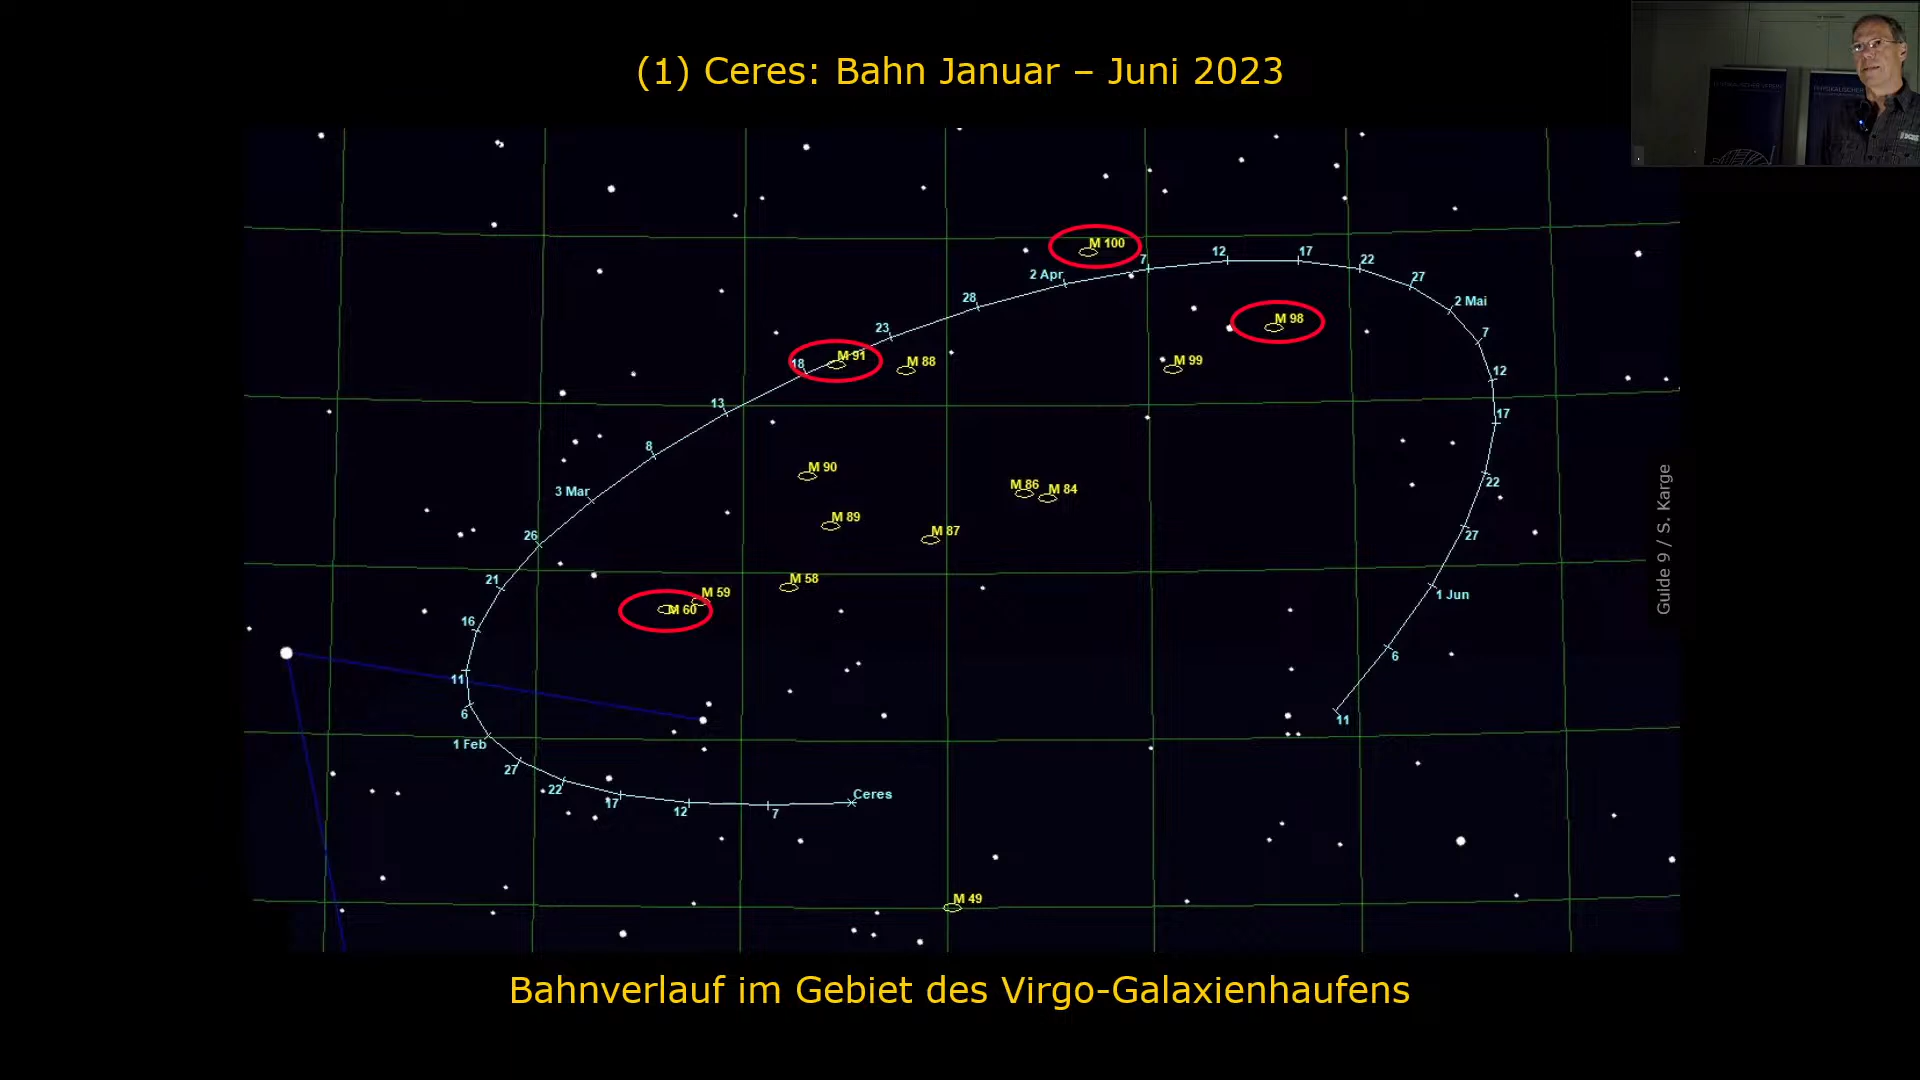 (1) Ceres: Bahn Januar – Juni 2023
M 100
2 Apr
7
12
17
22
27
2 Mai
7
12
17
22
27
1 Jun
6
11
28
23
18
13
8
3 Mar
26
21
16
11
6
1 Feb
27
22
17
12
7
Ceres
M 98
M 99
M 91
M 88
M 90
M 86
M 84
M 89
M 87
M 58
M 59
M 60
M 49
Guide 9 / S. Karge
Bahnverlauf im Gebiet des Virgo-Galaxienhaufens